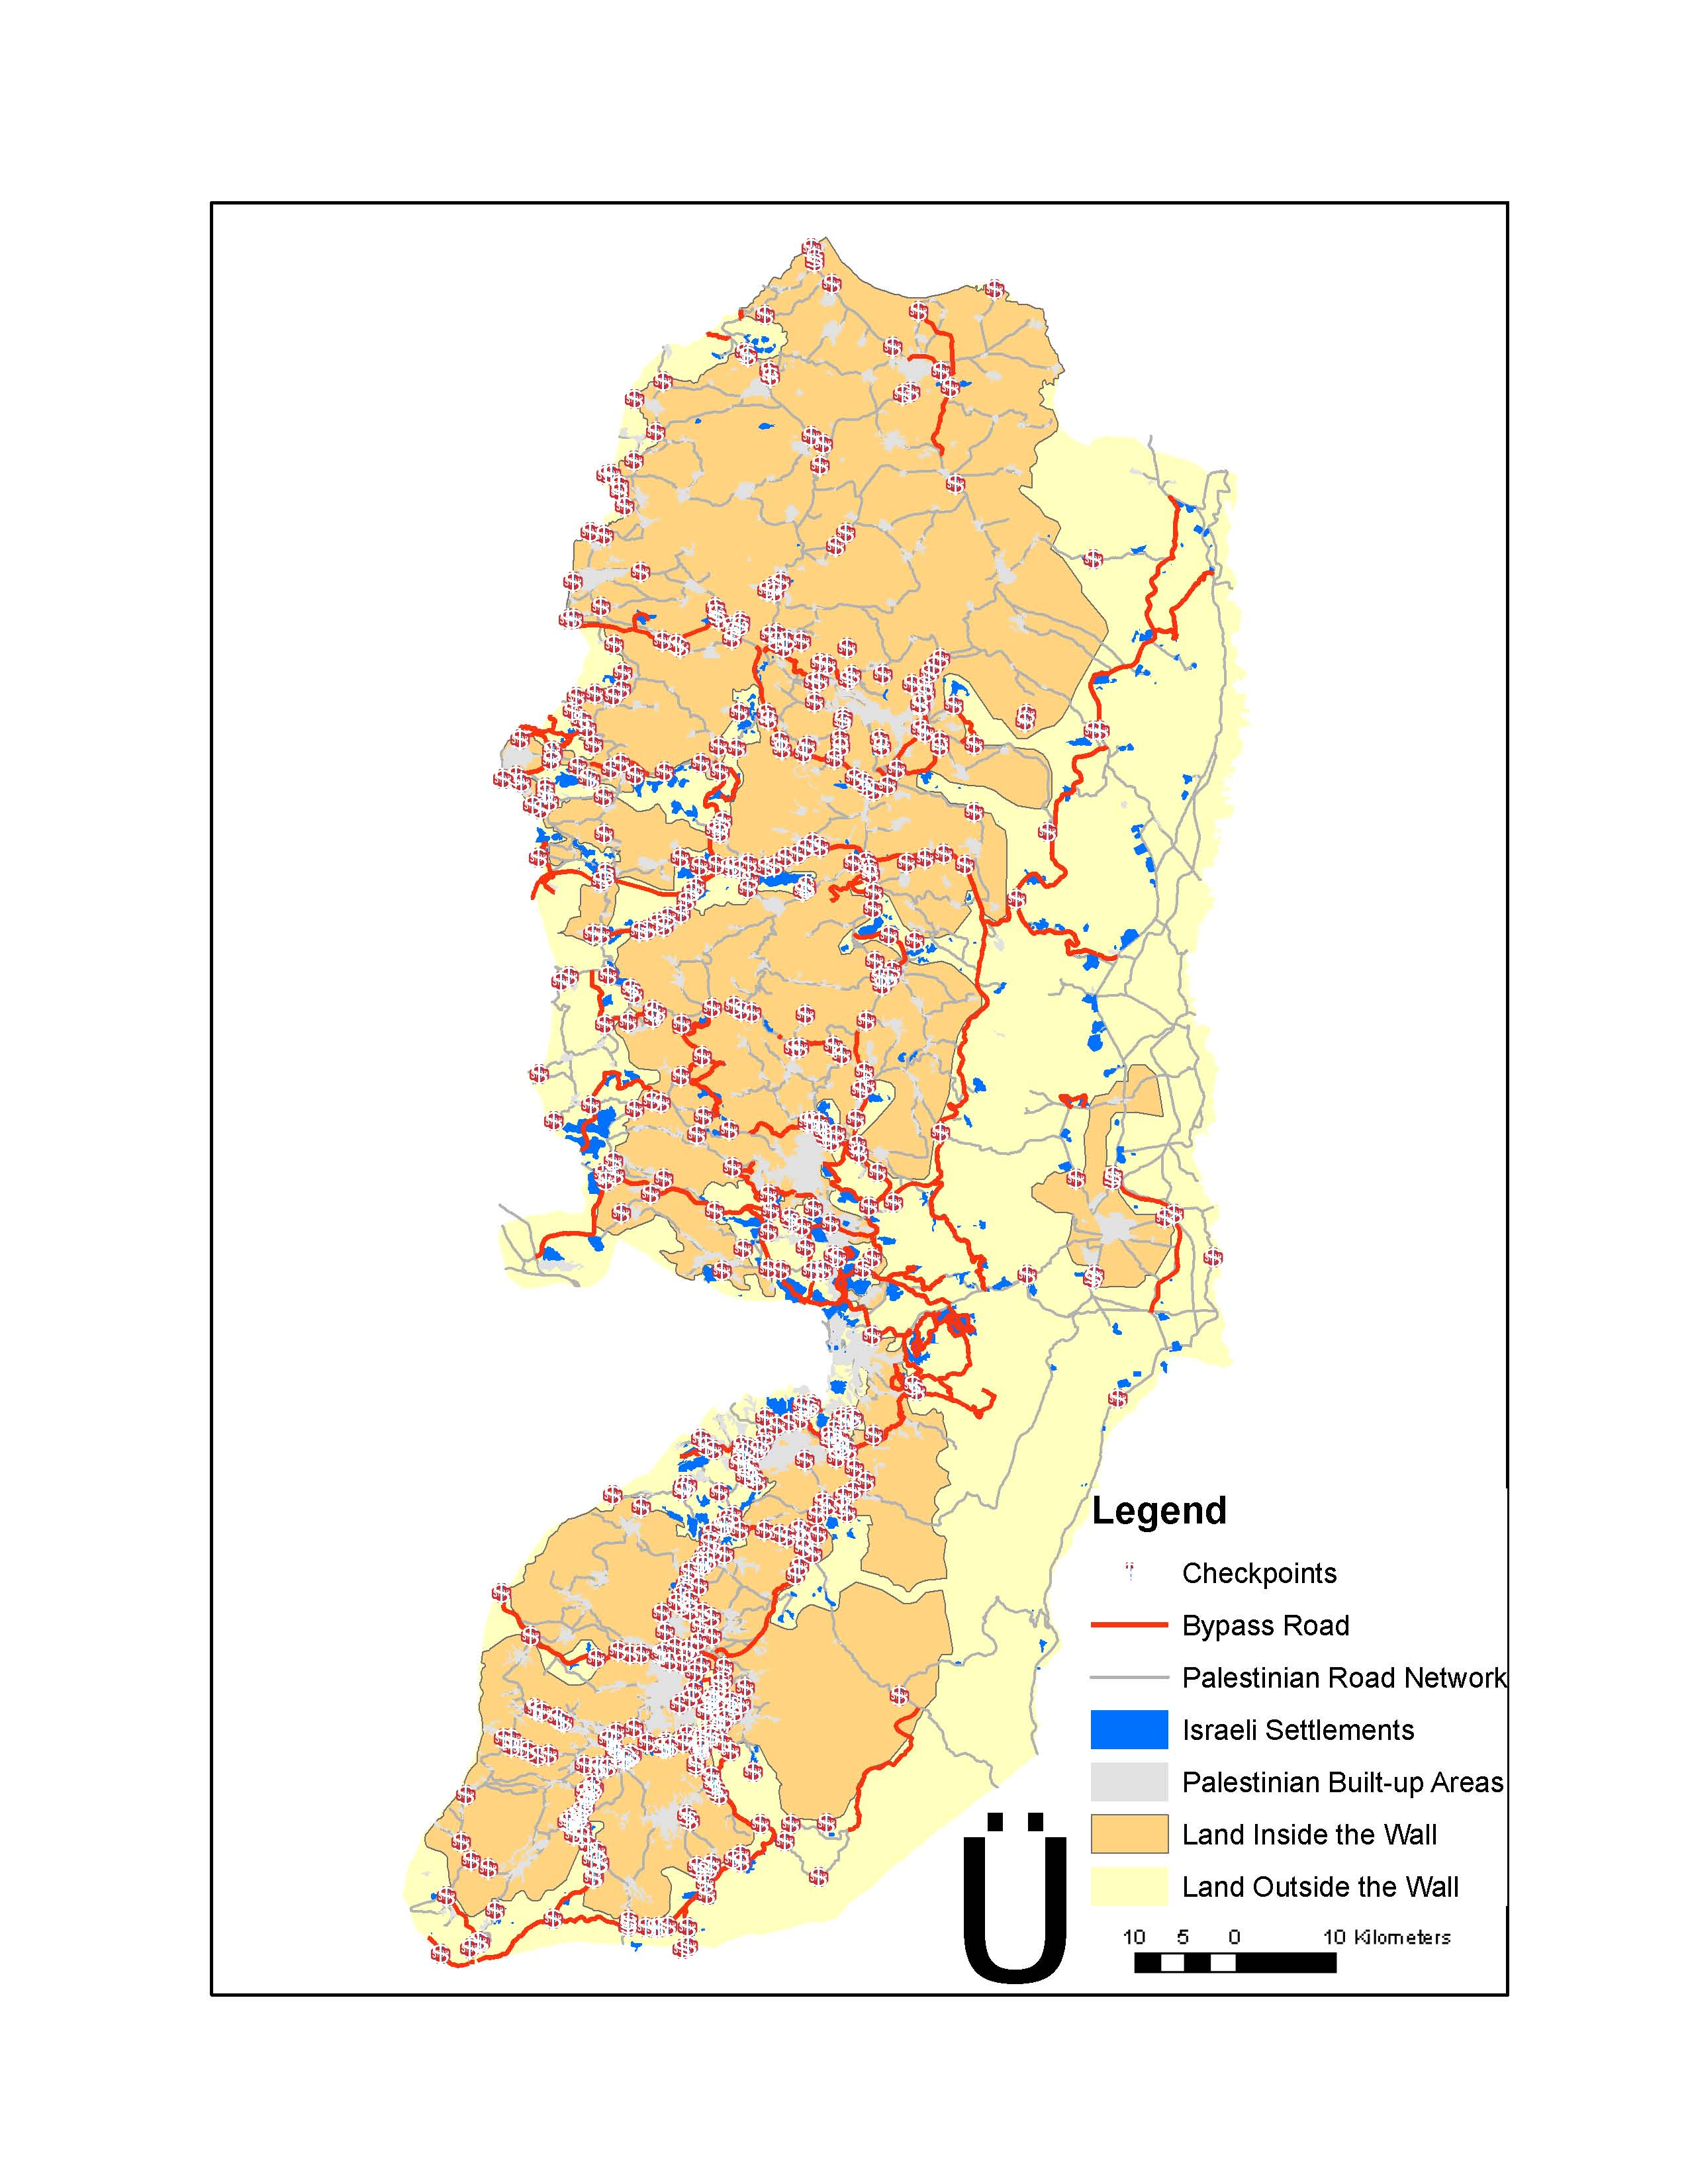 Legend
Checkpoints
Bypass Road
Palestinian Road Network
Israeli Settlements
Palestinian Built-up Areas
Land Inside the Wall
Land Outside the Wall
Ü
10 5 0 10 Kilometers